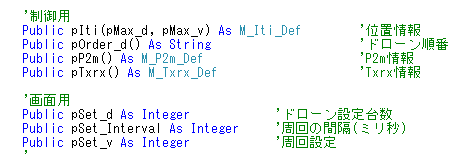 '制御用
Public pIti(pMax_d, pMax_v) As M_Iti_Def '位置情報
Public pOrder_d() As String 'ドローン順番
Public pP2m() As M_P2m_Def 'P2m情報
Public pTxrx() As M_Txrx_Def 'Txrx情報
'画面用
Public pSet_d As Integer 'ドローン設定台数
Public pSet_Interval As Integer '周回の間隔(ミリ秒)
Public pSet_v As Integer '周回設定
'